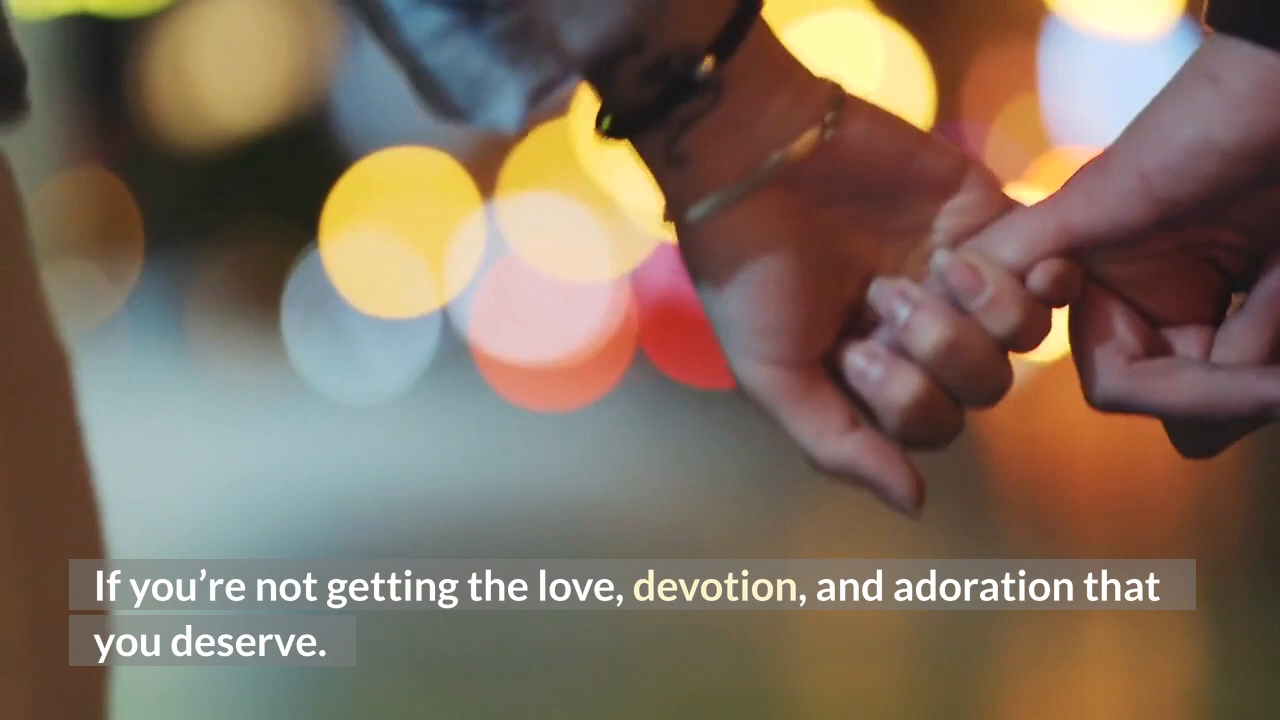 If you’re not getting the love, devotion, and adoration that
you deserve.